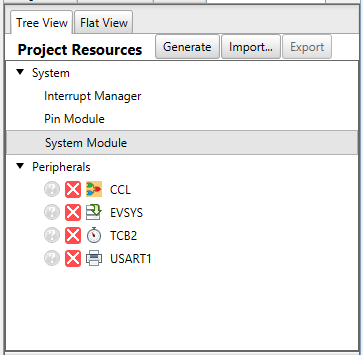 Tree View Flat View
Project Resources Generate Import... Export
System
Interrupt Manager
Pin Module
System Module
Peripherals
? CCL
? EVSYS
? TCB2
? USART1